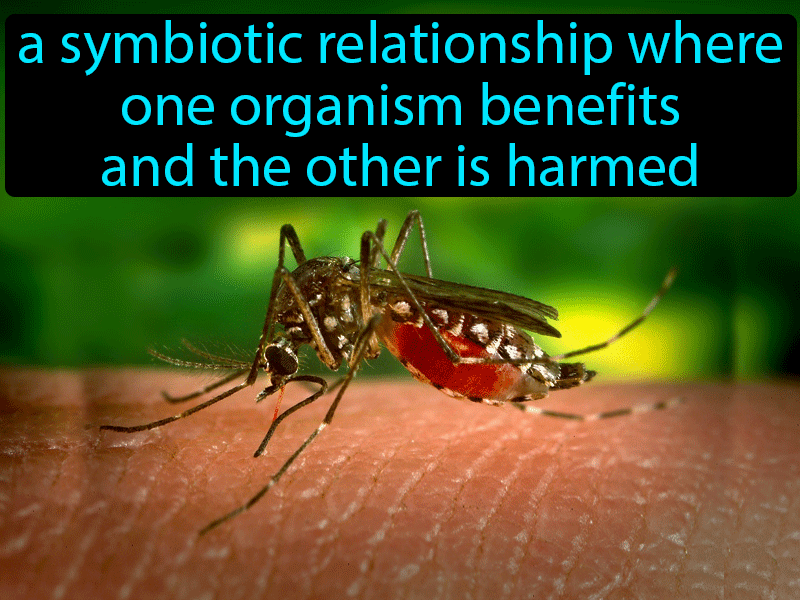 a symbiotic relationship where
one organism benefits
and the other is harmed